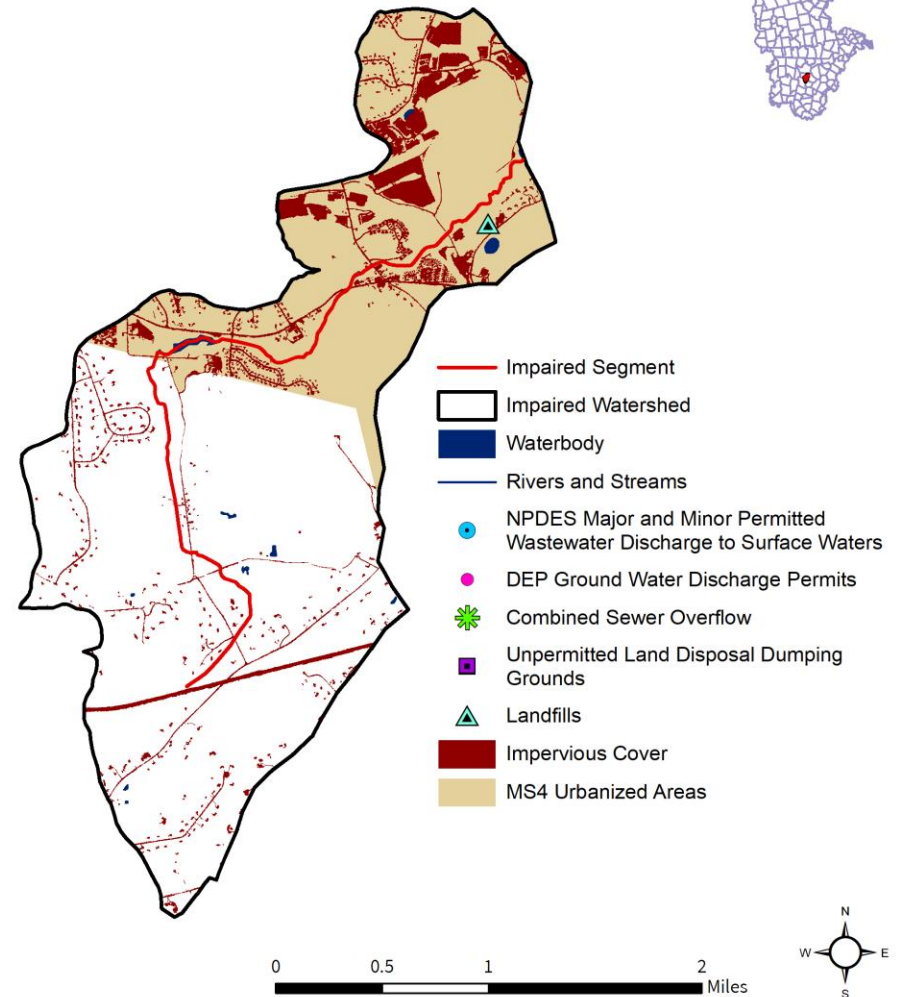 Impaired Segment
Impaired Watershed
Waterbody
Rivers and Streams
NPDES Major and Minor Permitted
Wastewater Discharge to Surface Waters
DEP Ground Water Discharge Permits
Combined Sewer Overflow
Unpermitted Land Disposal Dumping
Grounds
Landfills
Impervious Cover
MS4 Urbanized Areas
N
W E
S
0 0.5 1 2
Miles